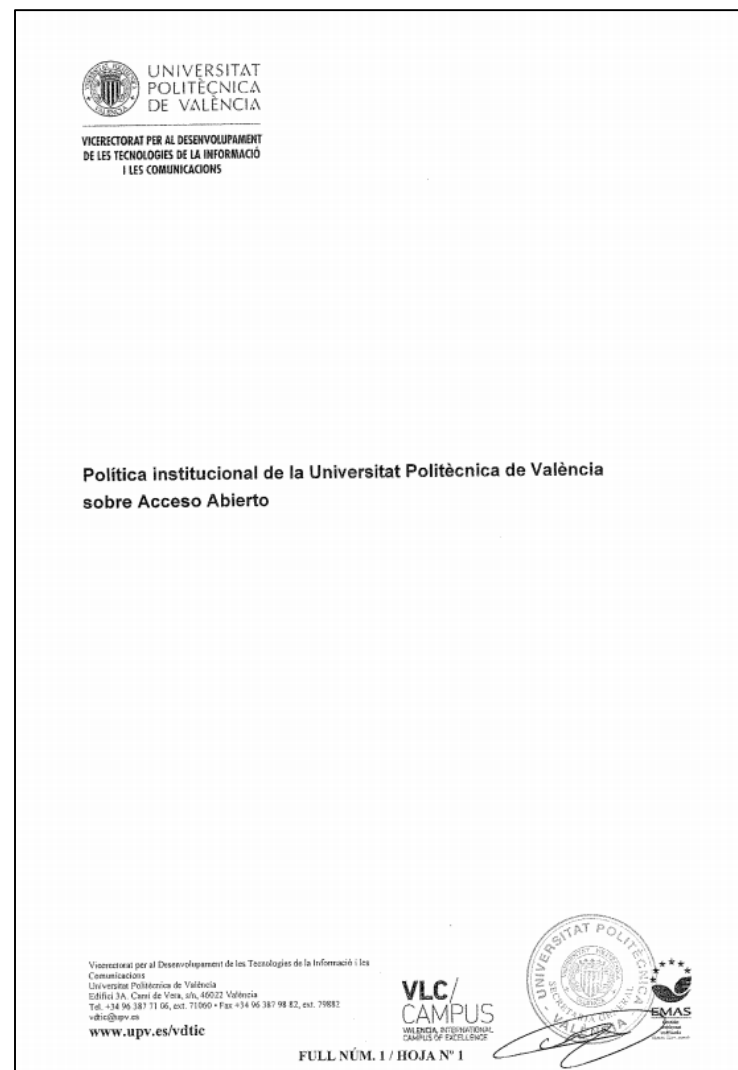 UNIVERSITAT
POLITÈCNICA
DE VALÈNCIA
VICERECTORAT PER AL DESENVOLUPAMENT
DE LES TECNOLOGIES DE LA INFORMACIÓ
I LES COMUNICACIONS
Política institucional de la Universitat Politècnica de València
sobre Acceso Abierto
Vicerectorat per al Desenvolupament de les Tecnologies de la Informació i les
Comunicacions
Universitat Politècnica de València
Edifici 3A. Camí de Vera, s/n, 46022 València
Tel. +34 96 387 71 06, ext. 71060 • Fax +34 96 387 98 82, ext. 79882
vdtic@upv.es
www.upv.es/vdtic
VLC/
CAMPUS
VALENCIA, INTERNATIONAL
CAMPUS OF EXCELLENCE
UNIVERSITAT POLITÈCNICA
SECRETARIA GENERAL
VALÈNCIA
EMAS
FULL NÚM. 1 / HOJA Nº 1